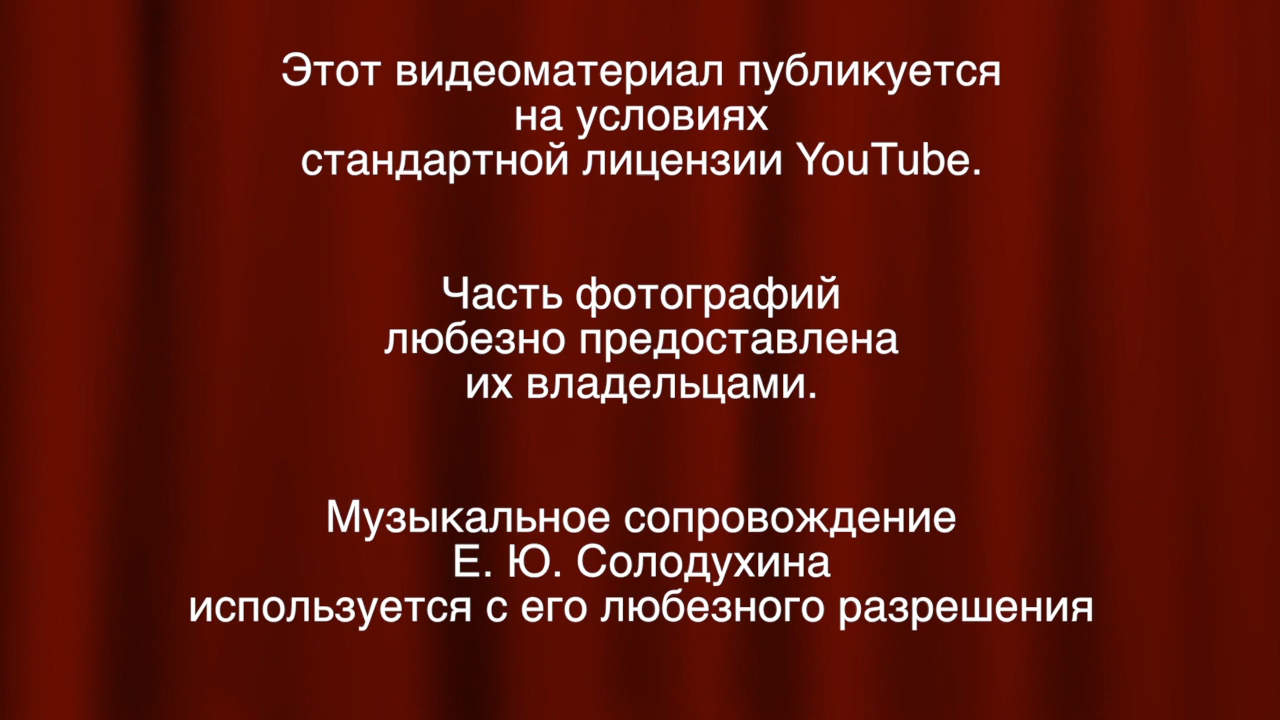 Этот видеоматериал публикуется
на условиях
стандартной лицензии YouTube.
Часть фотографий
любезно предоставлена
их владельцами.
Музыкальное сопровождение
Е. Ю. Солодухина
используется с его любезного разрешения